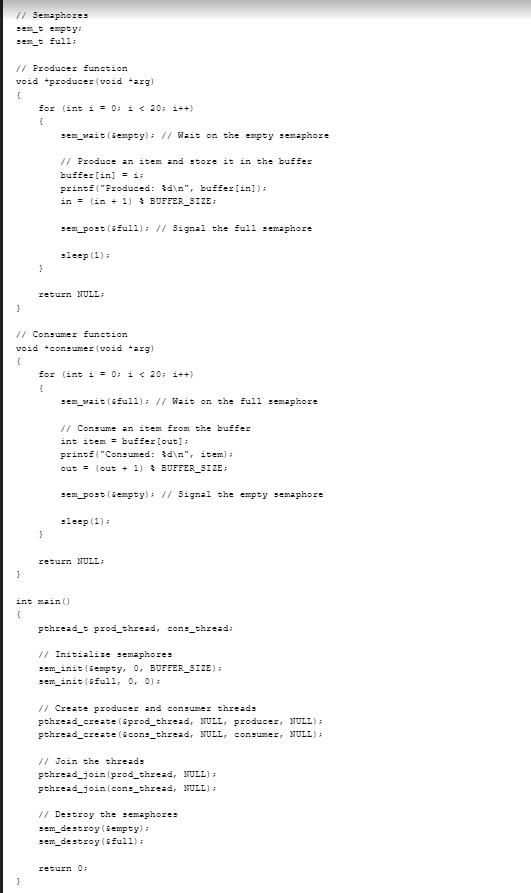 // Semaphores
sem_t empty;
sem_t full;

// Producer function
void *producer(void *arg)
{
    for (int i = 0; i < 20; i++)
    {
        sem_wait(&empty); // Wait on the empty semaphore

        // Produce an item and store it in the buffer
        buffer[in] = i;
        printf("Produced: %d\n", buffer[in]);
        in = (in + 1) % BUFFER_SIZE;

        sem_post(&full); // Signal the full semaphore

        sleep(1);
    }

    return NULL;
}

// Consumer function
void *consumer(void *arg)
{
    for (int i = 0; i < 20; i++)
    {
        sem_wait(&full); // Wait on the full semaphore

        // Consume an item from the buffer
        int item = buffer[out];
        printf("Consumed: %d\n", item);
        out = (out + 1) % BUFFER_SIZE;

        sem_post(&empty); // Signal the empty semaphore

        sleep(1);
    }

    return NULL;
}

int main()
{
    pthread_t prod_thread, cons_thread;

    // Initialize semaphores
    sem_init(&empty, 0, BUFFER_SIZE);
    sem_init(&full, 0, 0);

    // Create producer and consumer threads
    pthread_create(&prod_thread, NULL, producer, NULL);
    pthread_create(&cons_thread, NULL, consumer, NULL);

    // Join the threads
    pthread_join(prod_thread, NULL);
    pthread_join(cons_thread, NULL);

    // Destroy the semaphores
    sem_destroy(&empty);
    sem_destroy(&full);

    return 0;
}